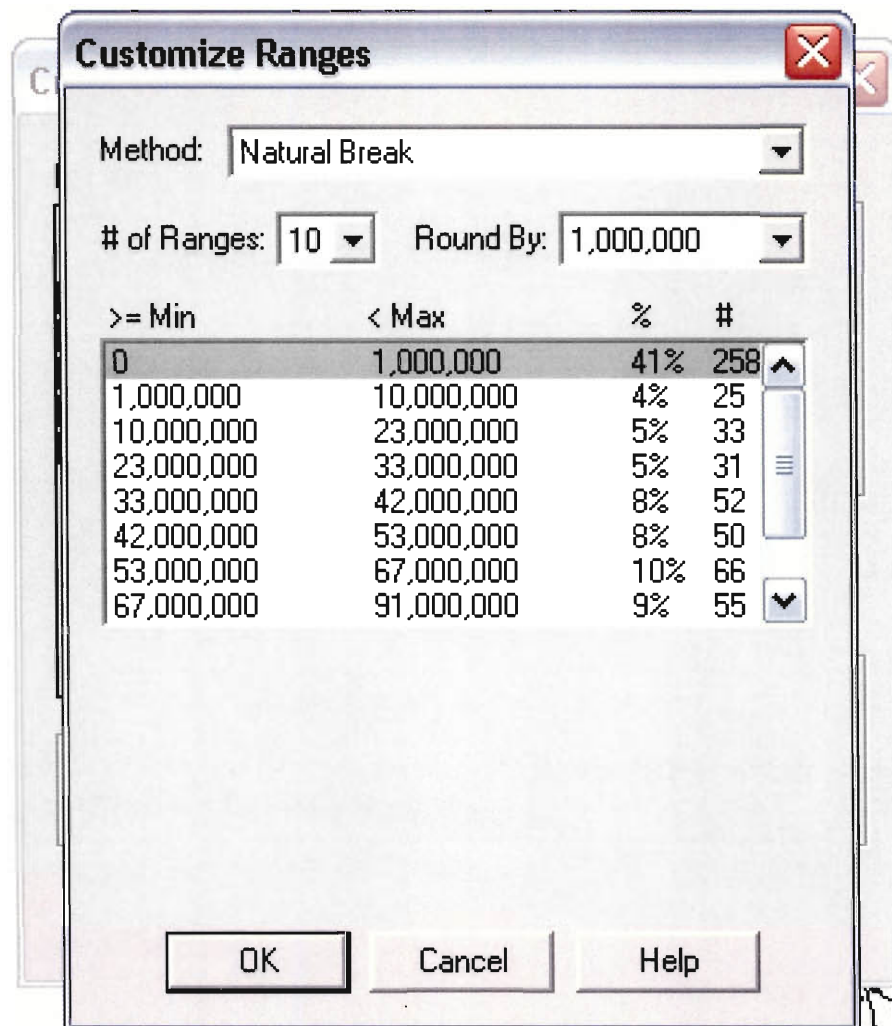 Customize Ranges
C
Method: Natural Break
# of Ranges: 10 Round By: 1,000,000
>= Min < Max % #
0 1,000,000 41% 258
1,000,000 10,000,000 4% 25
10,000,000 23,000,000 5% 33
23,000,000 33,000,000 5% 31
33,000,000 42,000,000 8% 52
42,000,000 53,000,000 8% 50
53,000,000 67,000,000 10% 66
67,000,000 91,000,000 9% 55
OK Cancel Help